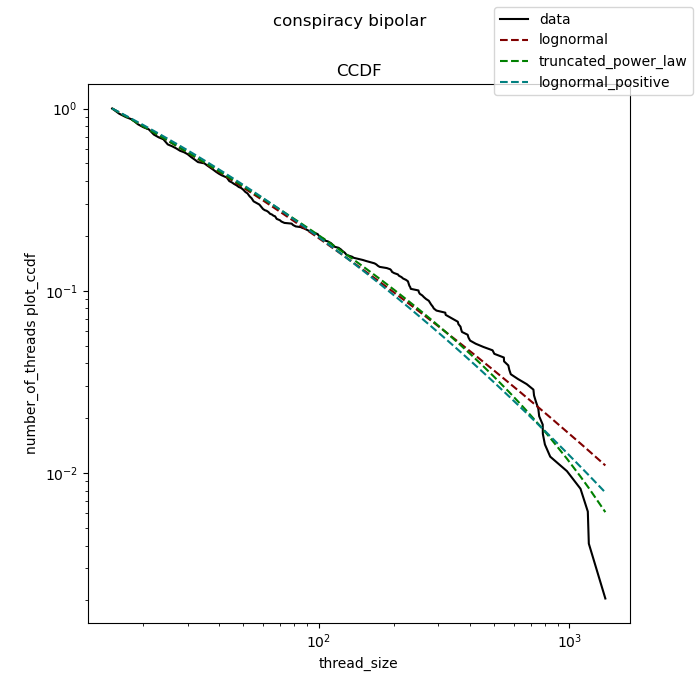 conspiracy bipolar
data
lognormal
truncated_power_law
lognormal_positive
CCDF
10⁰
10⁻¹
10⁻²
number_of_threads plot_ccdf
10²
10³
thread_size